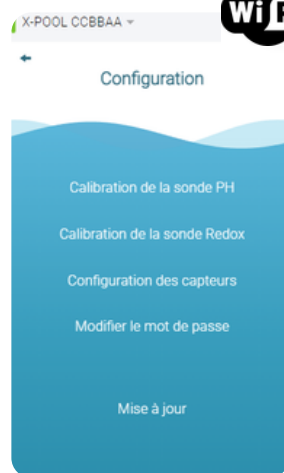 X-POOL CCBBAA
Configuration
Calibration de la sonde PH
Calibration de la sonde Redox
Configuration des capteurs
Modifier le mot de passe
Mise à jour